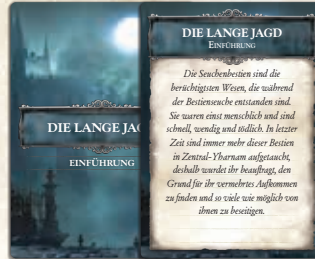 DIE LANGE JAG
EINFÜHRUNG
DIE LANGE JAGD
EINFÜHRUNG
Die Seuchenbestien sind die
berüchtigtsten Wesen, die während
der Bestienseuche entstanden sind.
Sie waren einst menschlich und sind
schnell, wendig und tödlich. In letzter
Zeit sind immer mehr dieser Bestien
in Zentral-Yharnam aufgetaucht,
deshalb wurdet ihr beauftragt, den
Grund für ihr vermehrtes Aufkommen
zu finden und so viele wie möglich von
ihnen zu beseitigen.